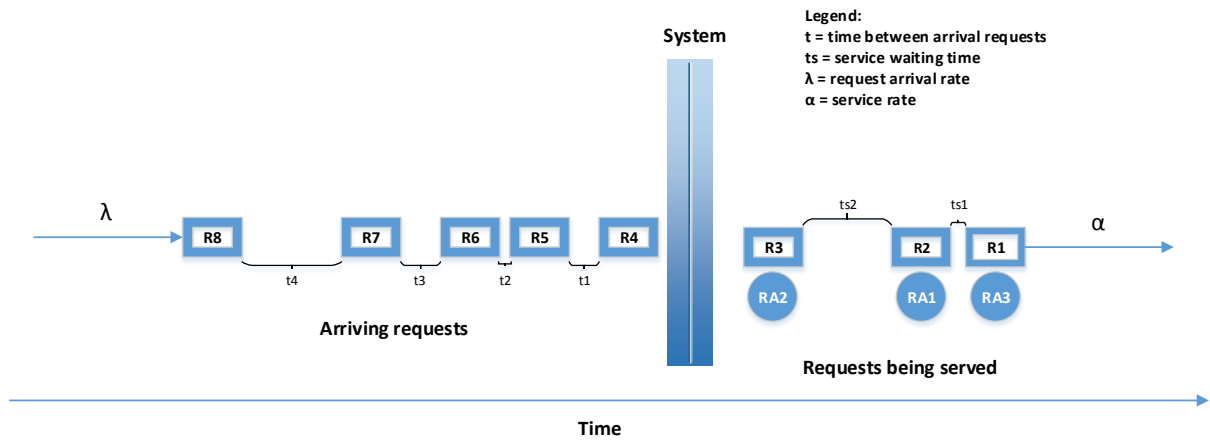 Legend:
t = time between arrival requests
ts = service waiting time
λ = request arrival rate
α = service rate
System
λ
R8
R7
R6
R5
R4
t4
t3
t2
t1
Arriving requests
ts2
ts1
R3
R2
R1
α
RA2
RA1
RA3
Requests being served
Time